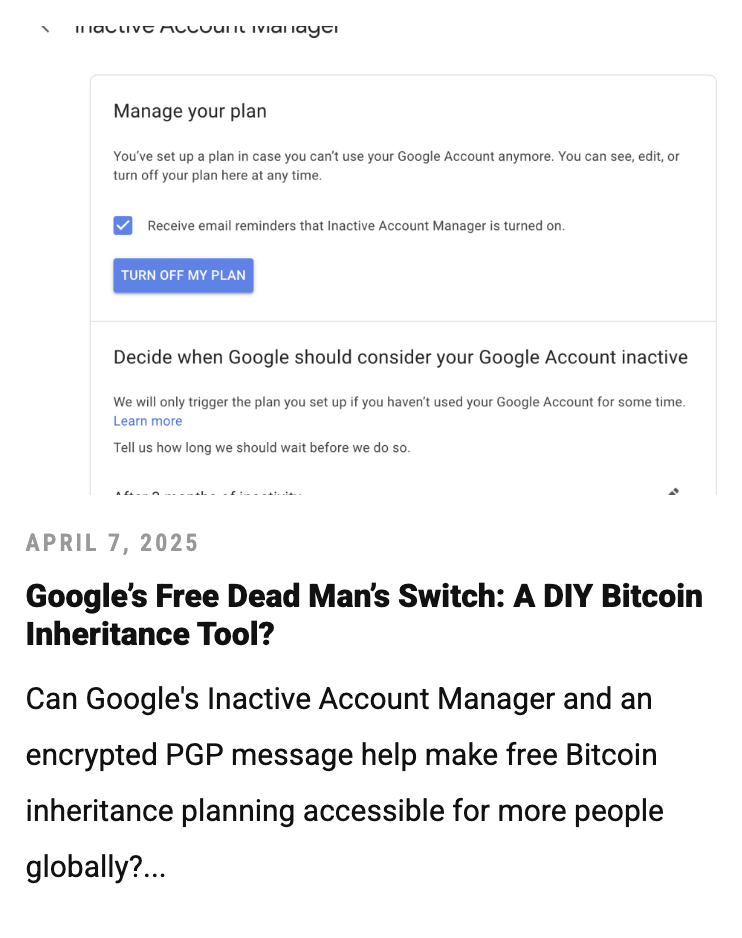 Inactive Account Manager
Manage your plan
You've set up a plan in case you can't use your Google Account anymore. You can see, edit, or
turn off your plan here at any time.
Receive email reminders that Inactive Account Manager is turned on.
TURN OFF MY PLAN
Decide when Google should consider your Google Account inactive
We will only trigger the plan you set up if you haven't used your Google Account for some time.
Learn more
Tell us how long we should wait before we do so.
After months of inactivity
APRIL 7, 2025
Google’s Free Dead Man’s Switch: A DIY Bitcoin
Inheritance Tool?
Can Google's Inactive Account Manager and an
encrypted PGP message help make free Bitcoin
inheritance planning accessible for more people
globally?...